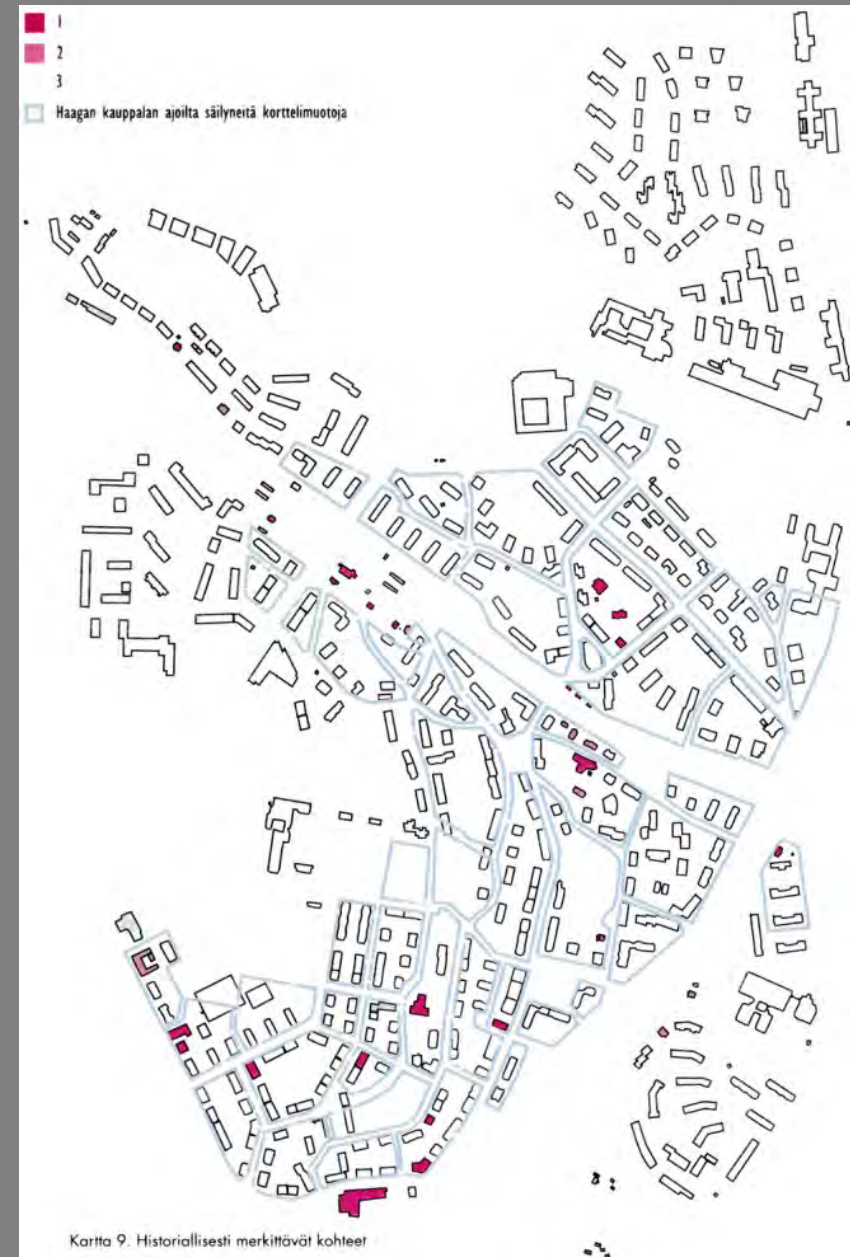 1
2
3
Haagan kauppalan ajoilta säilyneitä korttelimuotoja
Kartta 9. Historiallisesti merkittävät kohteet